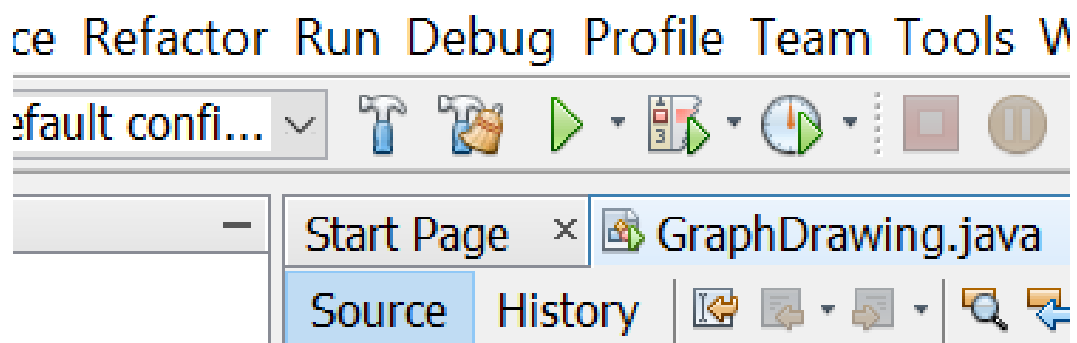 ce Refactor Run Debug Profile Team Tools W
efault confi...
Start Page GraphDrawing.java
Source History